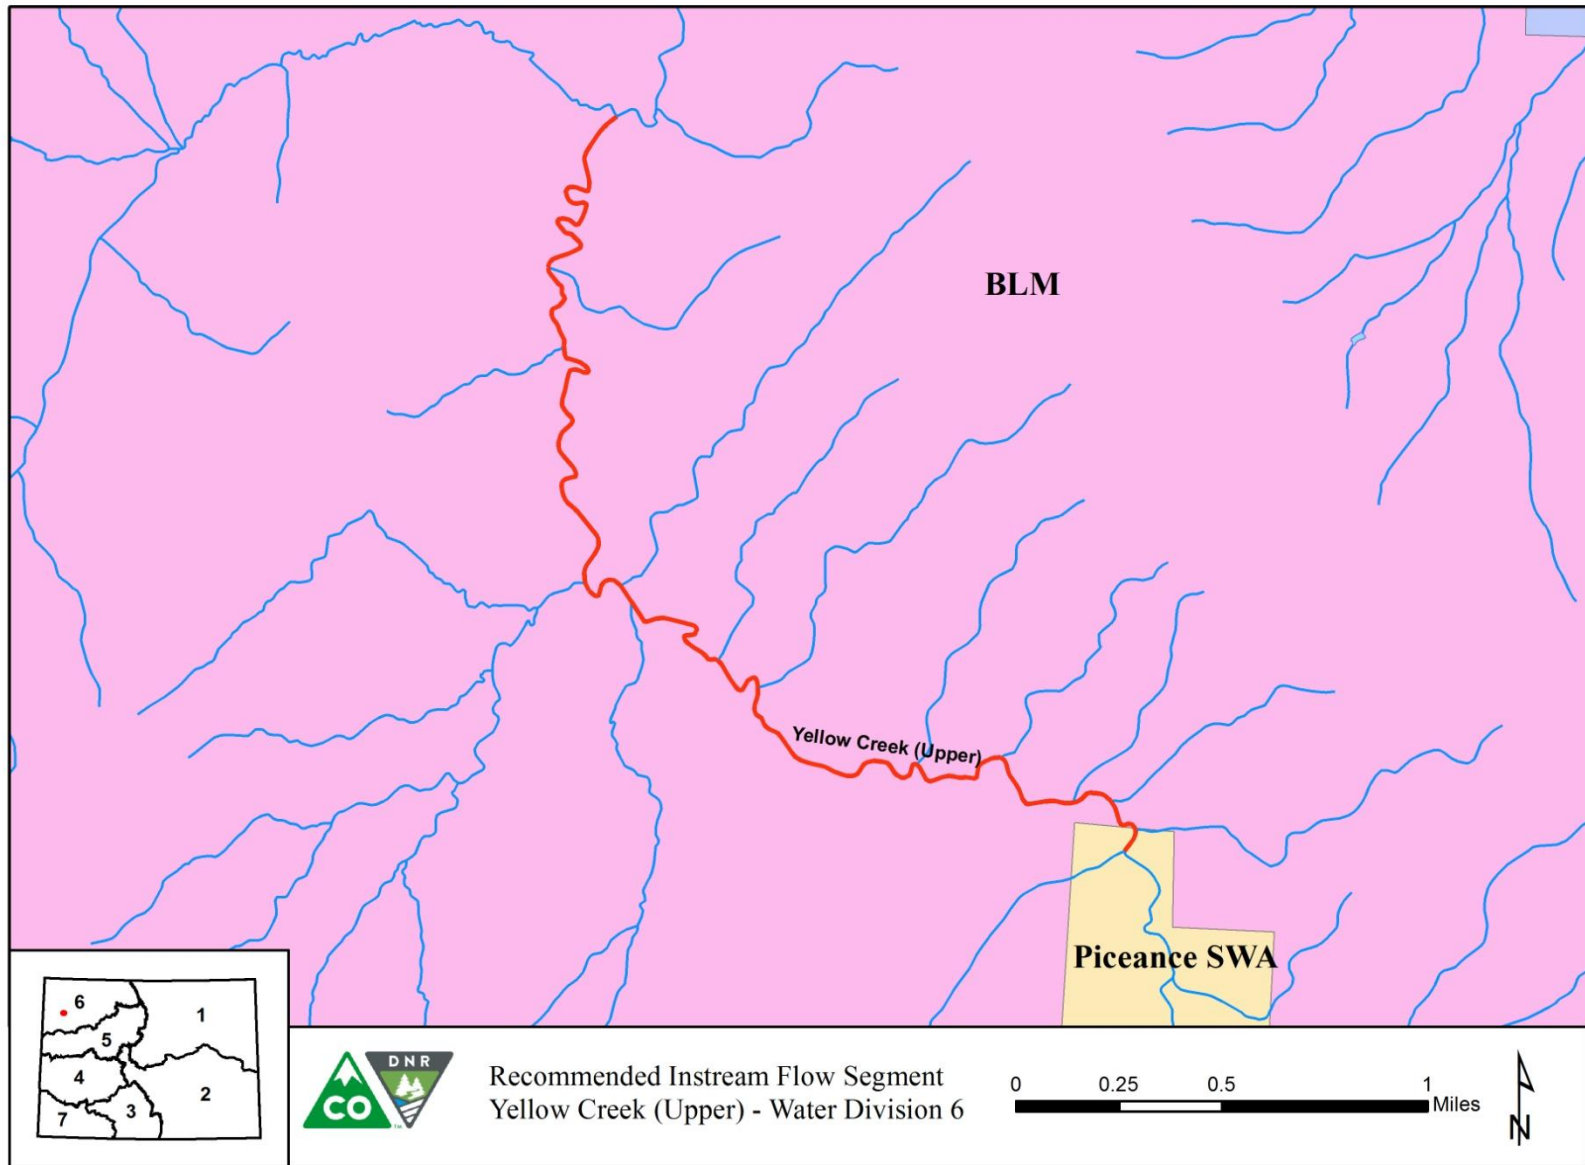 BLM
Yellow Creek (Upper)
Piceance SWA
6
1
5
4
2
3
7
CO
TM
DNR
Recommended Instream Flow Segment
Yellow Creek (Upper) - Water Division 6
0 0.25 0.5 1
Miles
N